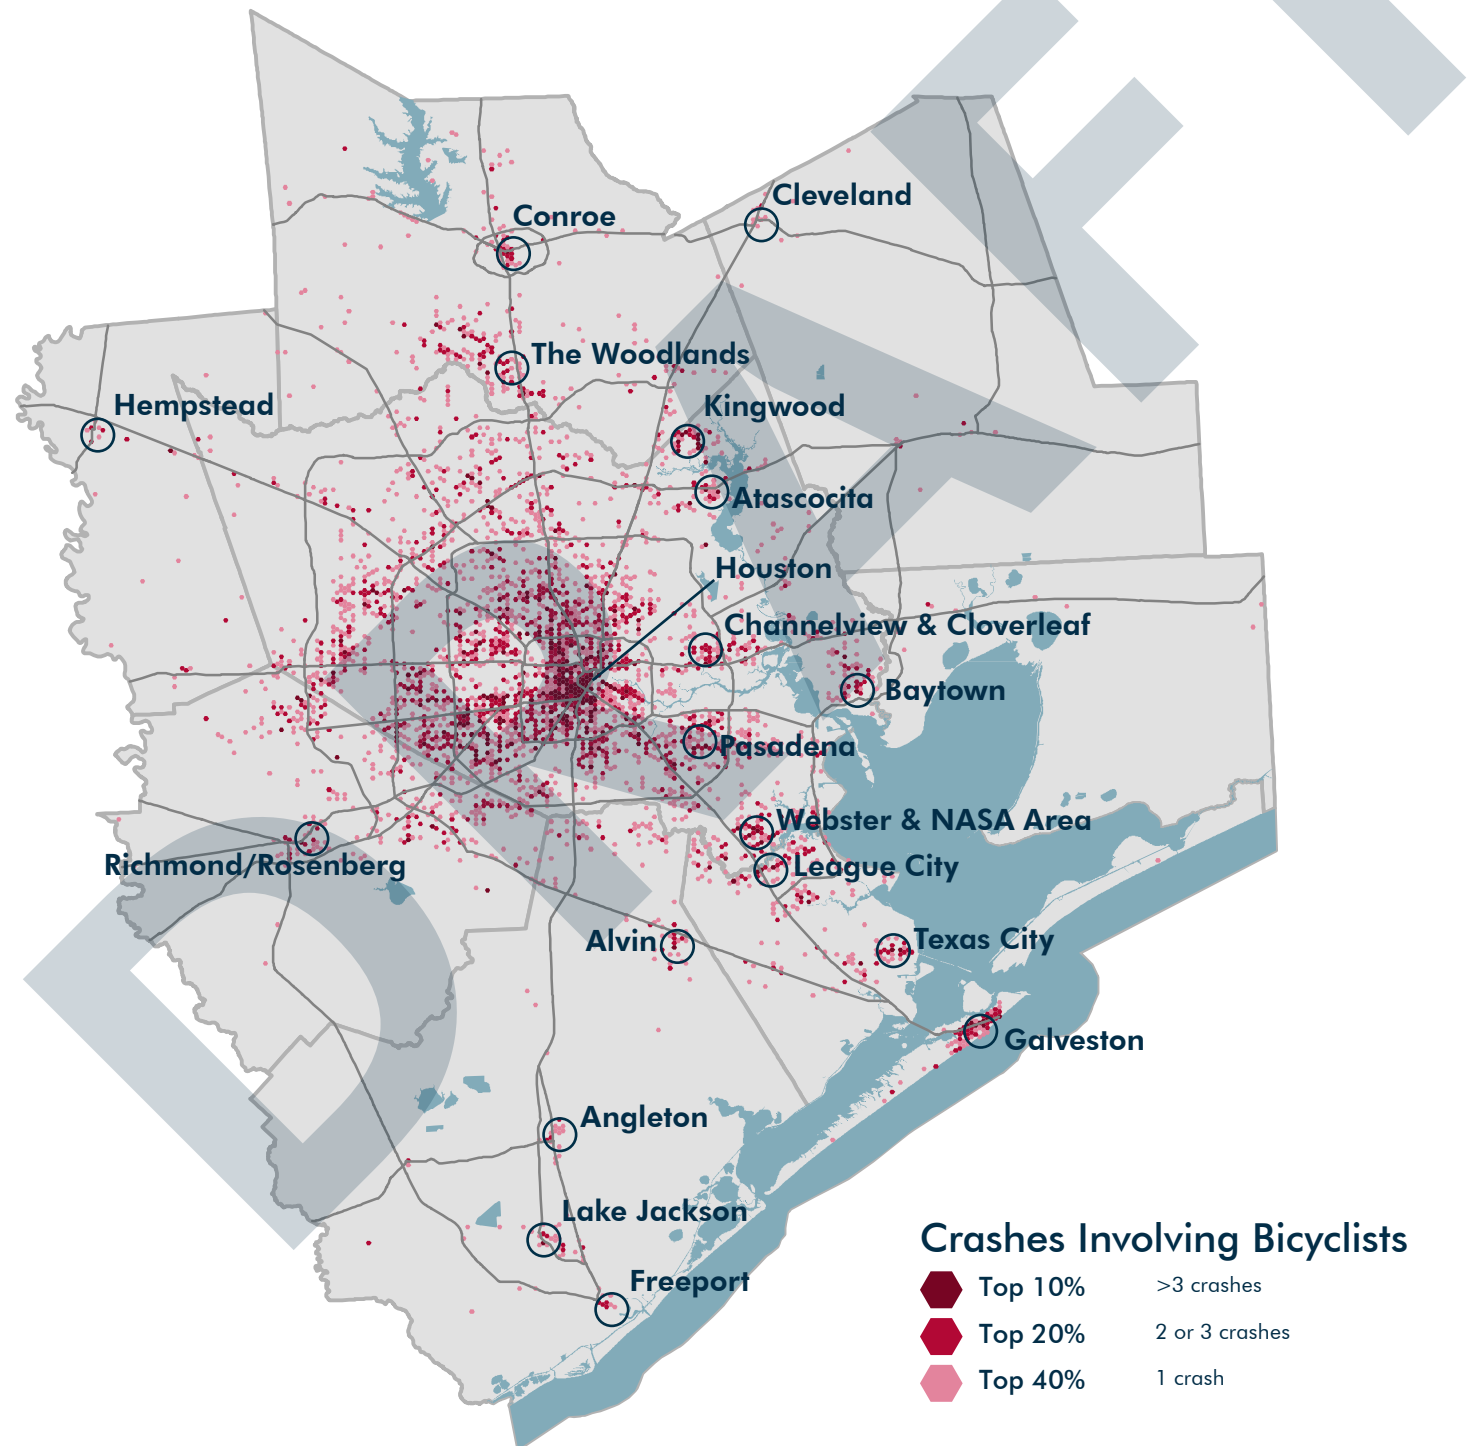 Cleveland
Conroe
The Woodlands
Hempstead
Kingwood
Atascocita
Houston
Channelview & Cloverleaf
Baytown
Pasadena
Webster & NASA Area
Richmond/Rosenberg
League City
Alvin
Texas City
Galveston
Angleton
Lake Jackson
Freeport
Crashes Involving Bicyclists
Top 10% >3 crashes
Top 20% 2 or 3 crashes
Top 40% 1 crash